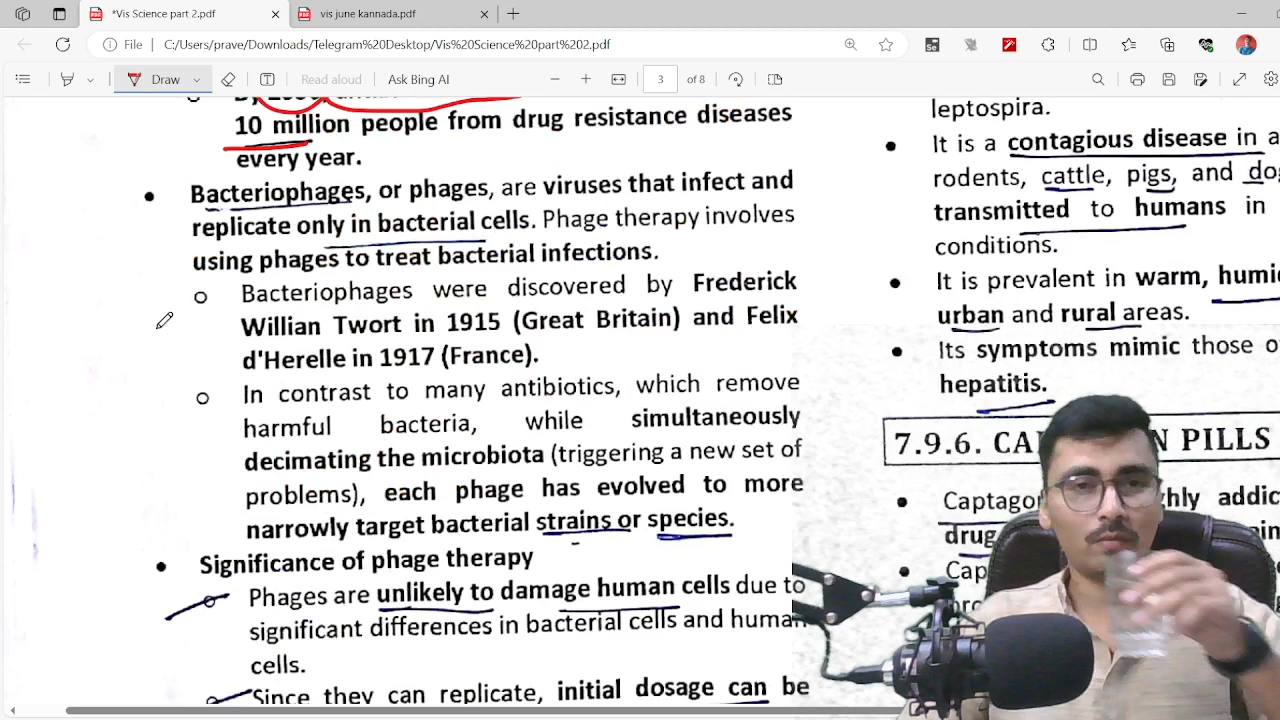 *Vis Science part 2.pdf
vis june kannada.pdf
File
C:/Users/prave/Downloads/Telegram%20Desktop/Vis%20Science%20part%202.pdf
Draw
Read aloud
Ask Bing AI
3 of 8
10 million people from drug resistance diseases
every year.
Bacteriophages, or phages, are viruses that infect and
replicate only in bacterial cells. Phage therapy involves
using phages to treat bacterial infections.
Bacteriophages were discovered by Frederick
Willian Twort in 1915 (Great Britain) and Felix
d'Herelle in 1917 (France).
In contrast to many antibiotics, which remove
harmful bacteria, while simultaneously
decimating the microbiota (triggering a new set of
problems), each phage has evolved to more
narrowly target bacterial strains or species.
Significance of phage therapy
Phages are unlikely to damage human cells due to
significant differences in bacterial cells and human
cells.
Since they can replicate, initial dosage can be
leptospira.
It is a contagious disease in
rodents, cattle, pigs, and
transmitted to humans in
conditions.
It is prevalent in warm,
urban and rural areas.
Its symptoms mimic those
hepatitis.
7.9.6. PILLS
drug